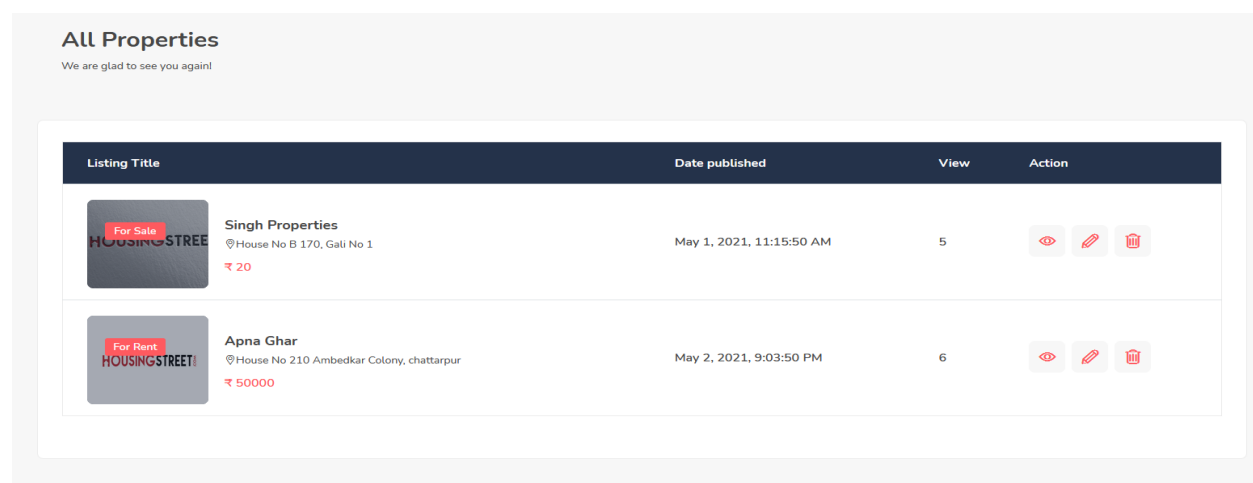 All Properties
We are glad to see you again!
Listing Title Date published View Action
For Sale
HOUSINGSTREE
Singh Properties
House No B 170, Gali No 1
₹ 20
May 1, 2021, 11:15:50 AM 5
For Rent
HOUSINGSTREET
Apna Ghar
House No 210 Ambedkar Colony, chattarpur
₹ 50000
May 2, 2021, 9:03:50 PM 6